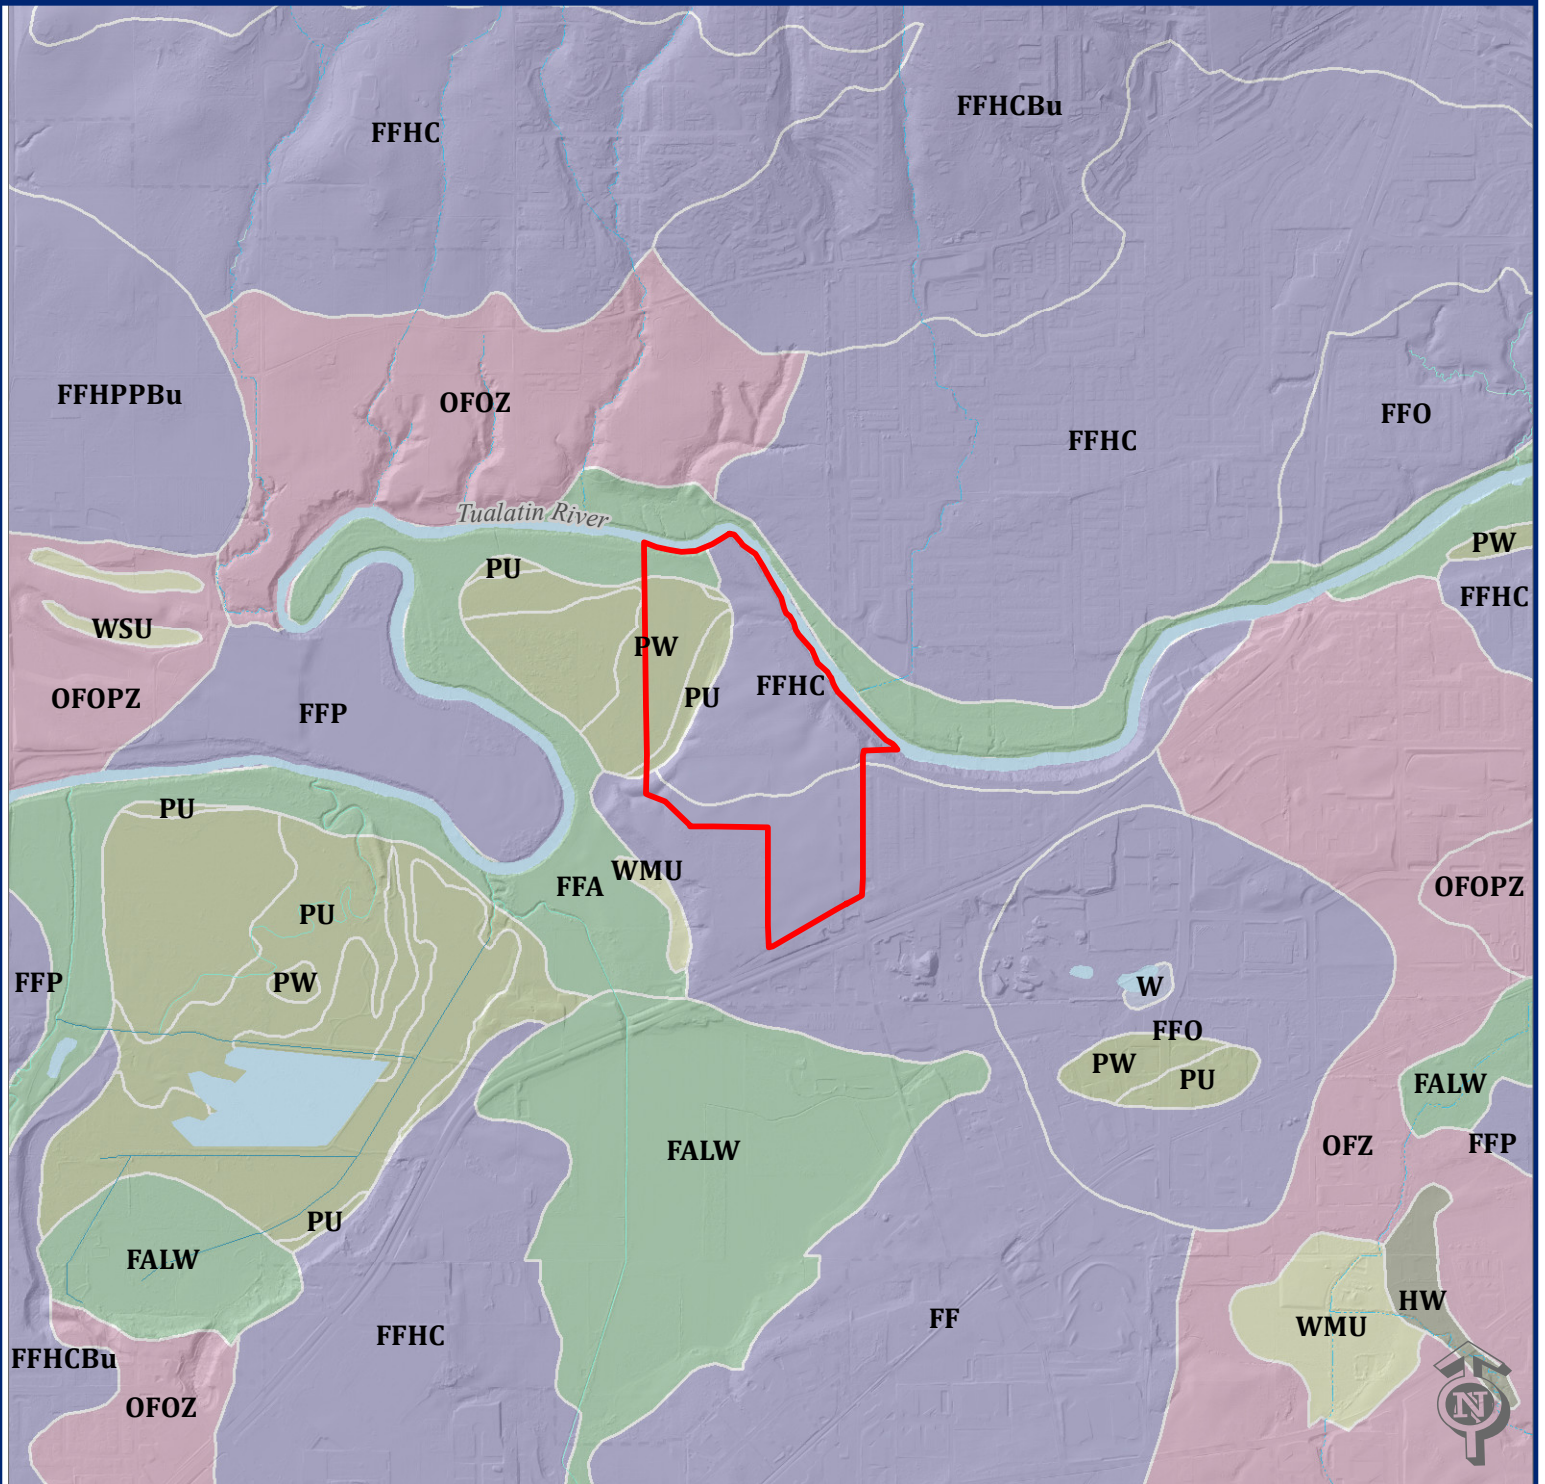 FFHCBu
FFHC
FFHPPBu
OFOZ
FFO
FFHC
Tualatin River
PU
PW
FFHC
WSU
PW
OFOPZ
FFP
PU
FFHC
PU
WMU
FFA
OFOPZ
PU
FFP
PW
W
FFO
PW
PU
FALW
FALW
OFZ
FFP
PU
FALW
HW
FF
WMU
FFHC
FFHCBu
OFOZ
N